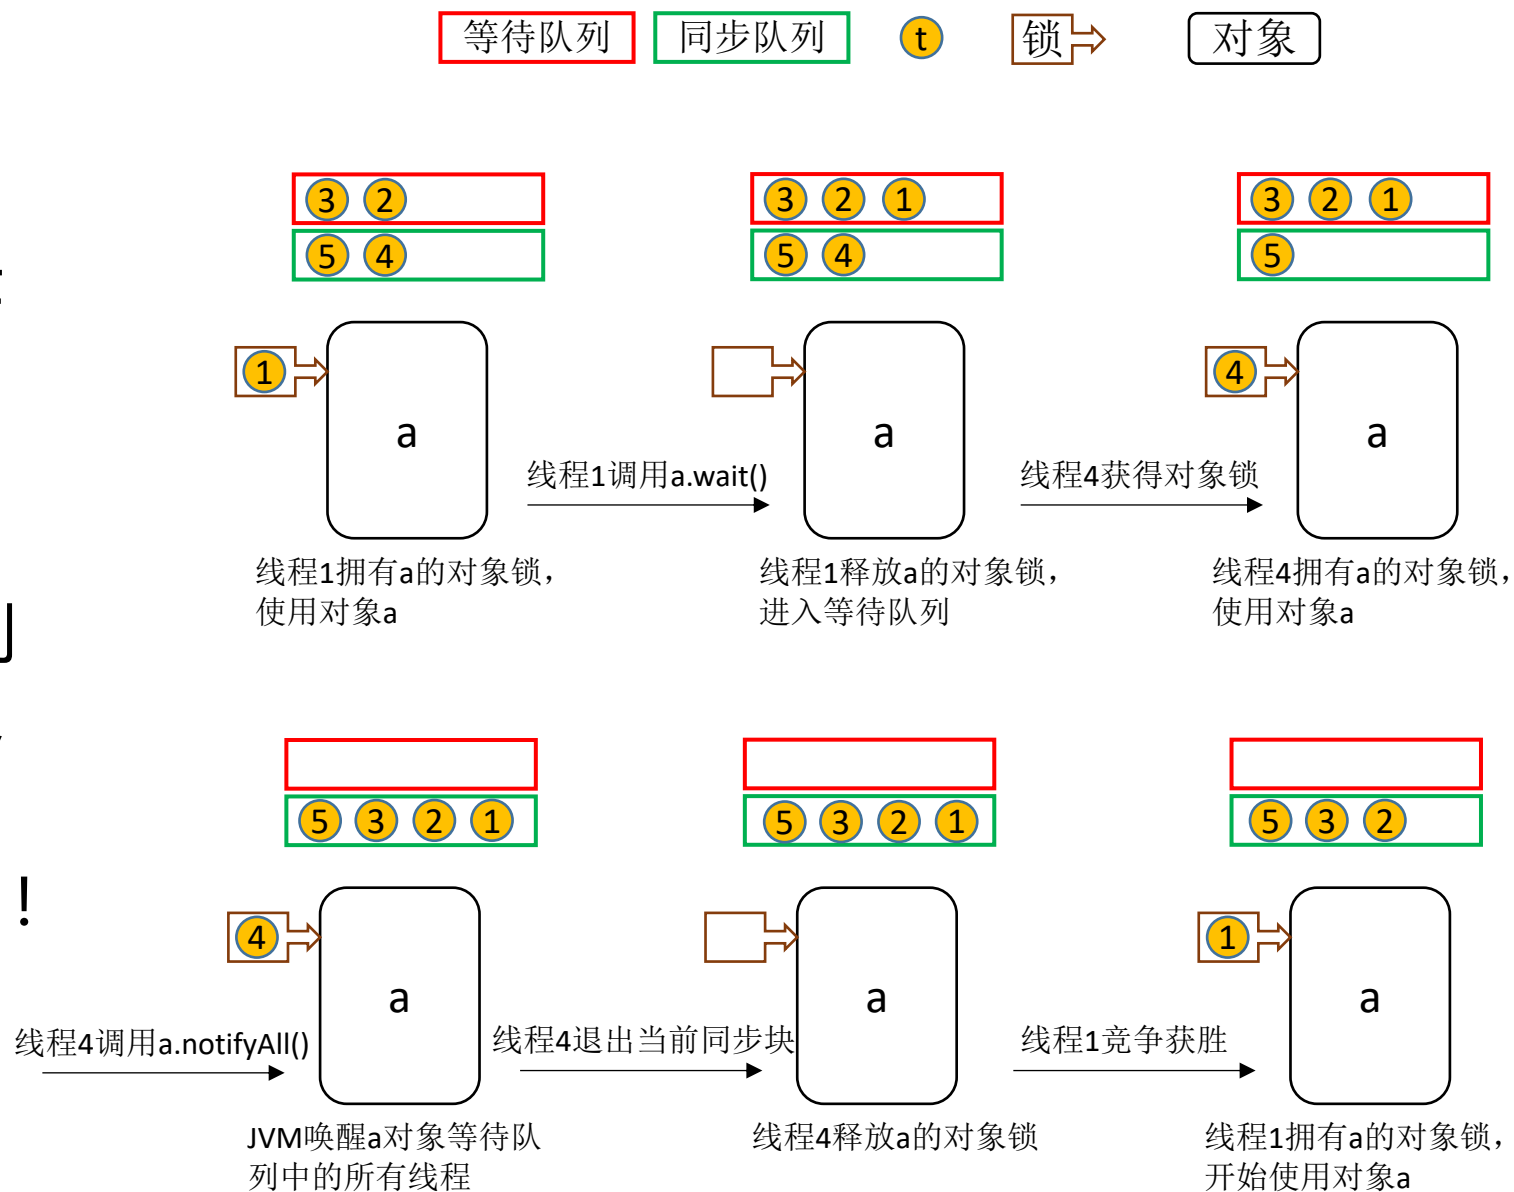 等待队列 同步队列 t 锁 对象
3 2 3 2 1 3 2 1
5 4 5 4 5
1 4
a a a
线程1调用a.wait() 线程4获得对象锁
线程1拥有a的对象锁， 线程1释放a的对象锁， 线程4拥有a的对象锁，
使用对象a 进入等待队列 使用对象a
5 3 2 1 5 3 2 1 5 3 2
！
4 1
a a a
线程4调用a.notifyAll() 线程4退出当前同步块 线程1竞争获胜
JVM唤醒a对象等待队 线程4释放a的对象锁 线程1拥有a的对象锁，
列中的所有线程 开始使用对象a